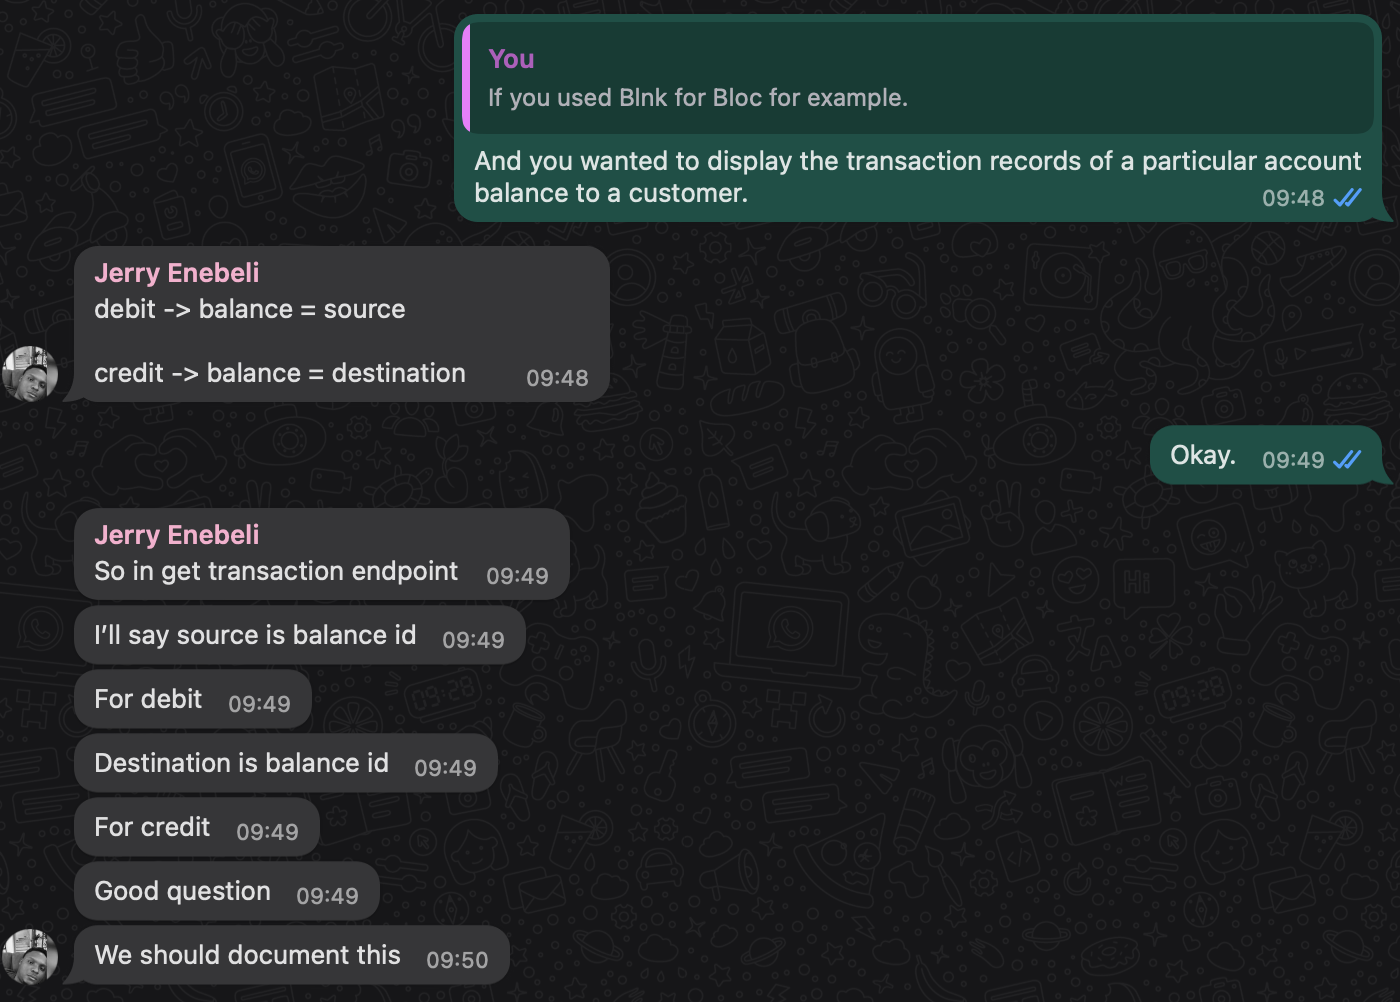 You
If you used Blnk for Bloc for example.
And you wanted to display the transaction records of a particular account
balance to a customer.
09:48
Jerry Enebeli
debit -> balance = source
credit -> balance = destination
09:48
Okay.
09:49
Jerry Enebeli
So in get transaction endpoint
09:49
I’ll say source is balance id
09:49
For debit
09:49
Destination is balance id
09:49
For credit
09:49
Good question
09:49
We should document this
09:50